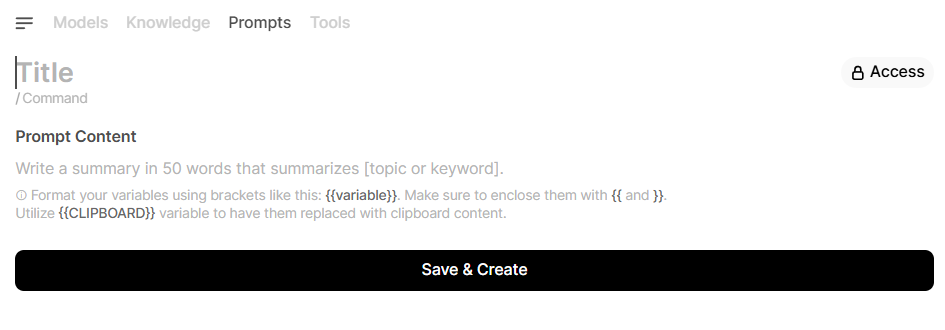 Models Knowledge Prompts Tools
Title
Access
/ Command
Prompt Content
Write a summary in 50 words that summarizes [topic or keyword].
Format your variables using brackets like this: {{variable}}. Make sure to enclose them with {{ and }}.
Utilize {{CLIPBOARD}} variable to have them replaced with clipboard content.
Save & Create